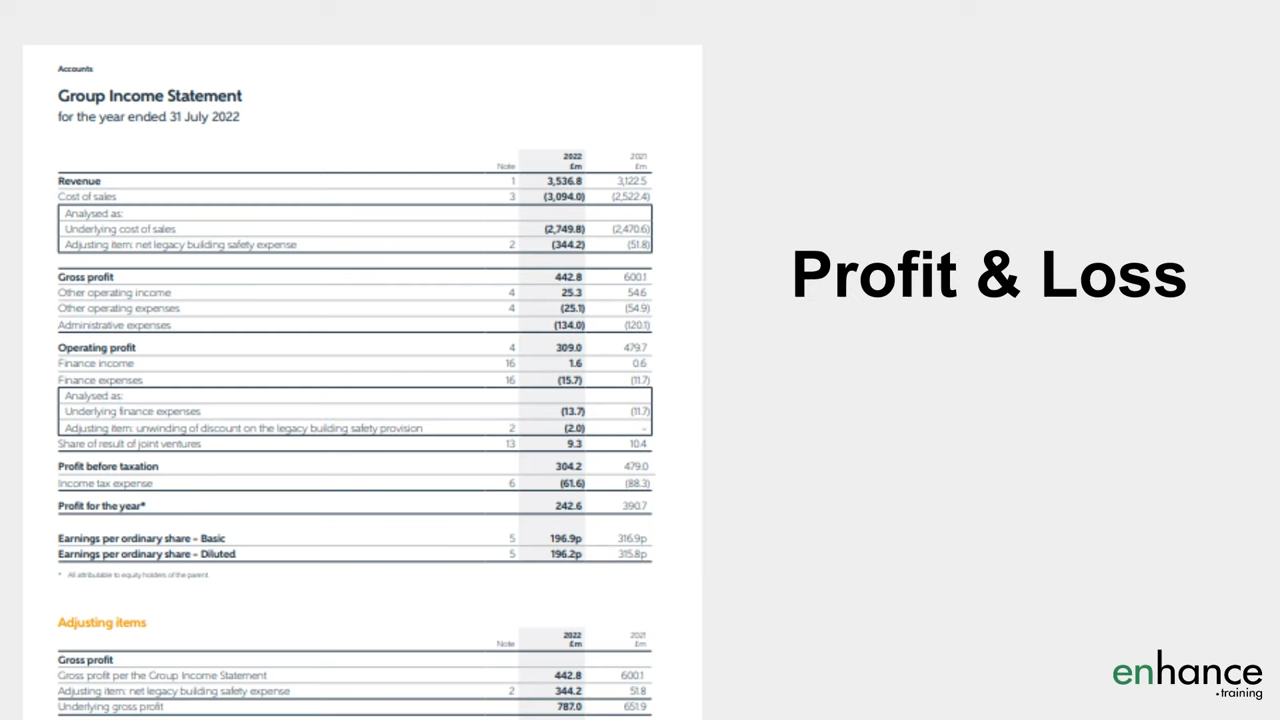 Accounts
Group Income Statement
for the year ended 31 July 2022
2022 2021
Note £m £m
Revenue 1 3,536.8 3,122.5
Cost of sales 3 (3,094.0) (2,522.4)
Analysed as:
Underlying cost of sales (2,749.8) (2,470.6)
Adjusting item: net legacy building safety expense 2 (344.2) (51.8)
Gross profit 442.8 600.1
Other operating income 4 25.3 54.6
Other operating expenses 4 (25.1) (54.9)
Administrative expenses (134.0) (120.1)
Operating profit 4 309.0 479.7
Finance income 16 1.6 0.6
Finance expenses 16 (15.7) (11.7)
Analysed as:
Underlying finance expenses (13.7) (11.7)
Adjusting item: unwinding of discount on the legacy building safety provision 2 (2.0) –
Share of result of joint ventures 13 9.3 10.4
Profit before taxation 304.2 479.0
Income tax expense 6 (61.6) (88.3)
Profit for the year* 242.6 390.7
Earnings per ordinary share – Basic 5 196.9p 316.9p
Earnings per ordinary share – Diluted 5 196.2p 315.8p
* All attributable to equity holders of the parent
Adjusting items
2022 2021
Note £m £m
Gross profit
Gross profit per the Group Income Statement 442.8 600.1
Adjusting item: net legacy building safety expense 2 344.2 51.8
Underlying gross profit 787.0 651.9
Profit & Loss
enhance
.training